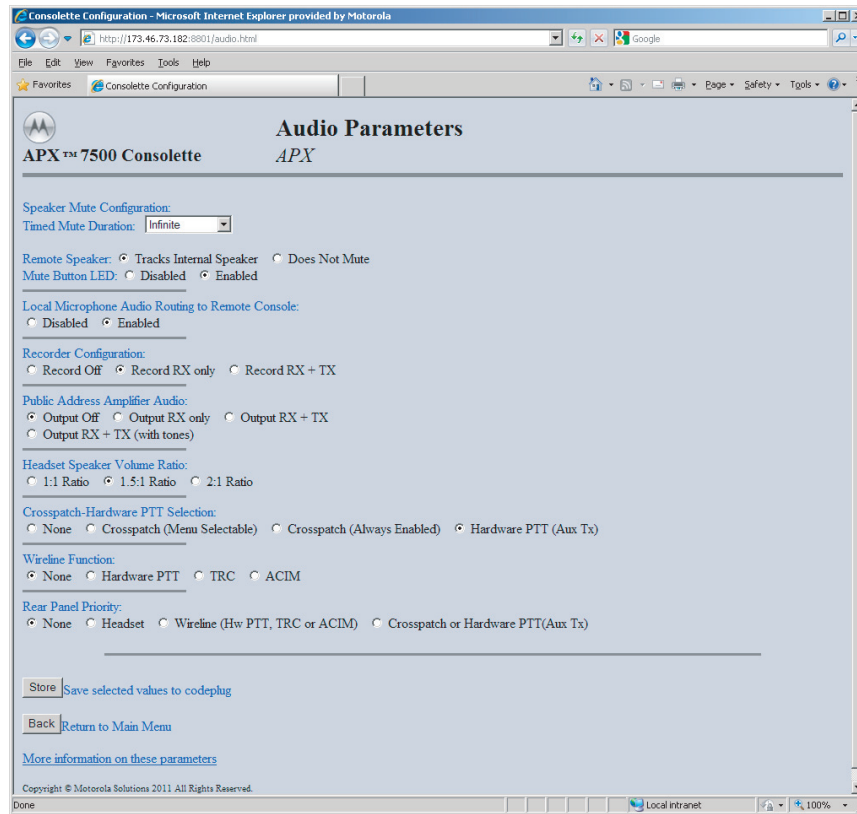 Consolette Configuration - Microsoft Internet Explorer provided by Motorola
http://173.46.73.182:8801/audio.html
Google
File Edit View Favorites Tools Help
Favorites Consolette Configuration Page Safety Tools
Audio Parameters
APX ™ 7500 Consolette APX
Speaker Mute Configuration:
Timed Mute Duration: Infinite
Remote Speaker: Tracks Internal Speaker Does Not Mute
Mute Button LED: Disabled Enabled
Local Microphone Audio Routing to Remote Console:
Disabled Enabled
Recorder Configuration:
Record Off Record RX only Record RX + TX
Public Address Amplifier Audio:
Output Off Output RX only Output RX + TX
Output RX + TX (with tones)
Headset Speaker Volume Ratio:
1:1 Ratio 1.5:1 Ratio 2:1 Ratio
Crosspatch-Hardware PTT Selection:
None Crosspatch (Menu Selectable) Crosspatch (Always Enabled) Hardware PTT (Aux Tx)
Wireline Function:
None Hardware PTT TRC ACIM
Rear Panel Priority:
None Headset Wireline (Hw PTT, TRC or ACIM) Crosspatch or Hardware PTT(Aux Tx)
Store Save selected values to codeplug
Back Return to Main Menu
More information on these parameters
Copyright © Motorola Solutions 2011 All Rights Reserved.
Done Local intranet 100%